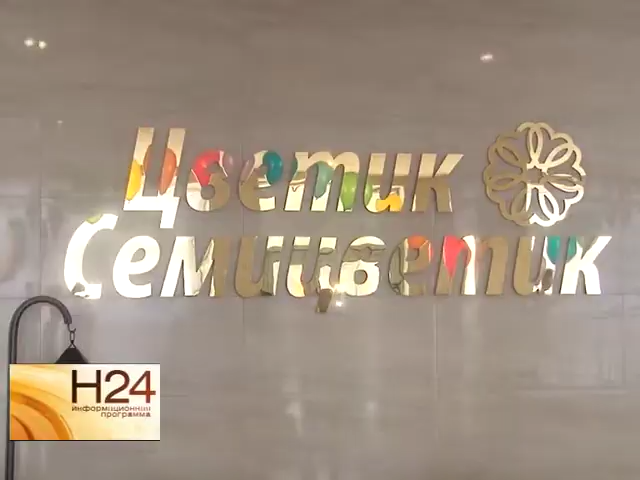 Цветик
Семицветик
Н24
информационная
программа